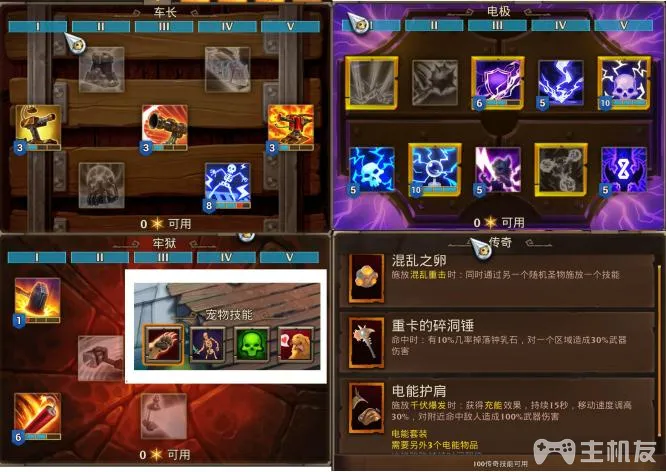 车长
I II III IV V
3
3
3
8
0 可用
电极
I II III IV V
6
5
10
5
10
5
5
0 可用
牢狱
I II III IV V
1
6
宠物技能
传奇
混乱之卵
施放混乱重击时：同时通过另一个随机圣物施放一个技能
重卡的碎洞锤
命中时：有10%几率掉落钟乳石，对一个区域造成30%武器
伤害
电能护肩
施放千伏爆发时：获得充能效果，持续15秒，移动速度调高
30%，对附近命中敌人造成100%武器伤害
电能套装
需要另外3个电能物品
100传奇技能可用
主机友